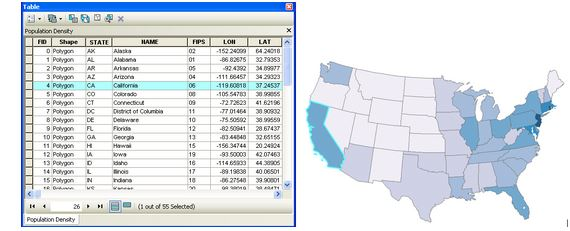 Table
Population Density
FID Shape STATE NAME FIPS LON LAT
0 Polygon AK Alaska 02 -152.24099 64.24018
1 Polygon AL Alabama 01 -86.82675 32.79353
2 Polygon AR Arkansas 05 -92.4392 34.89977
3 Polygon AZ Arizona 04 -111.66457 34.29323
4 Polygon CA California 06 -119.60818 37.24537
5 Polygon CO Colorado 08 -105.54783 38.99855
6 Polygon CT Connecticut 09 -72.72623 41.62196
7 Polygon DC District of Columbia 11 -77.01464 38.90932
8 Polygon DE Delaware 10 -75.50592 38.99559
9 Polygon FL Florida 12 -82.50941 28.67437
10 Polygon GA Georgia 13 -83.44848 32.65155
11 Polygon HI Hawaii 15 -156.34744 20.24924
12 Polygon IA Iowa 19 -93.50003 42.07463
13 Polygon ID Idaho 16 -114.65933 44.38905
14 Polygon IL Illinois 17 -89.19838 40.06501
15 Polygon IN Indiana 18 -86.27548 39.90801
16 Polygon KS Kansas 20 -98.38019 38.48471
26 (1 out of 55 Selected)
Population Density